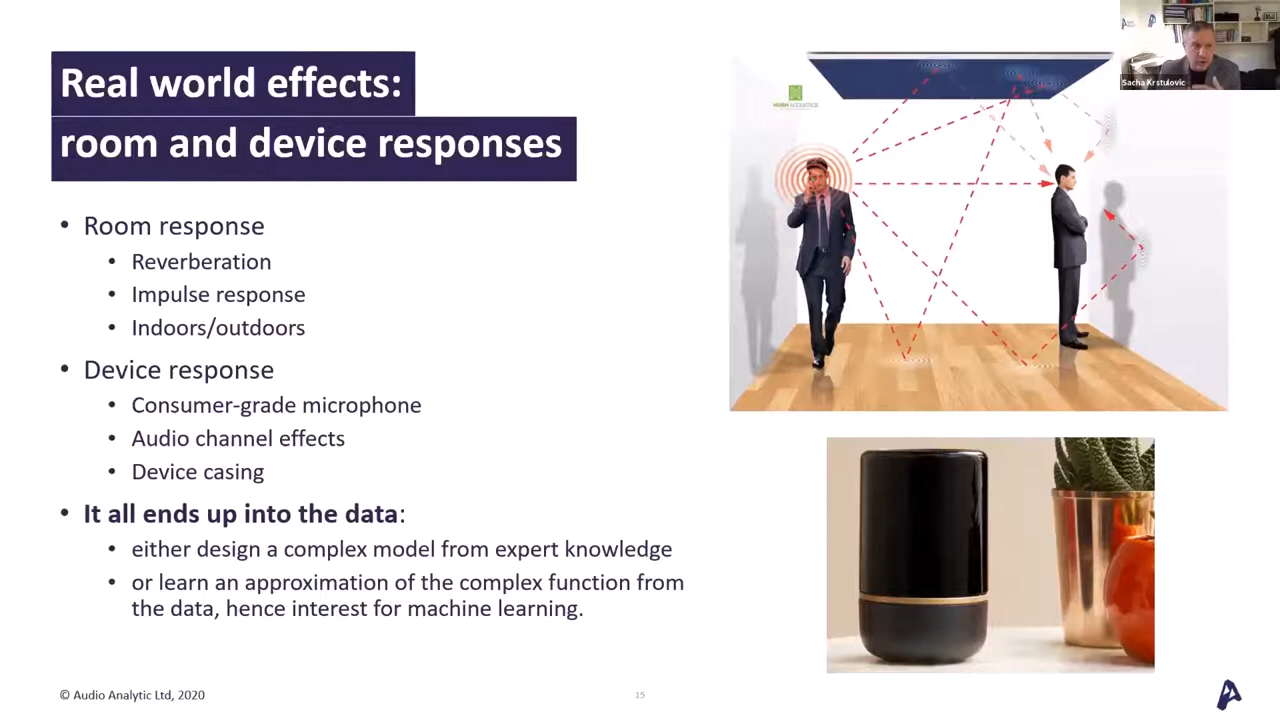 Real world effects:
room and device responses
• Room response
• Reverberation
• Impulse response
• Indoors/outdoors
• Device response
• Consumer-grade microphone
• Audio channel effects
• Device casing
• It all ends up into the data:
• either design a complex model from expert knowledge
• or learn an approximation of the complex function from
the data, hence interest for machine learning.
HUSH ACOUSTICS
Sacha Krstulovic
© Audio Analytic Ltd, 2020
15